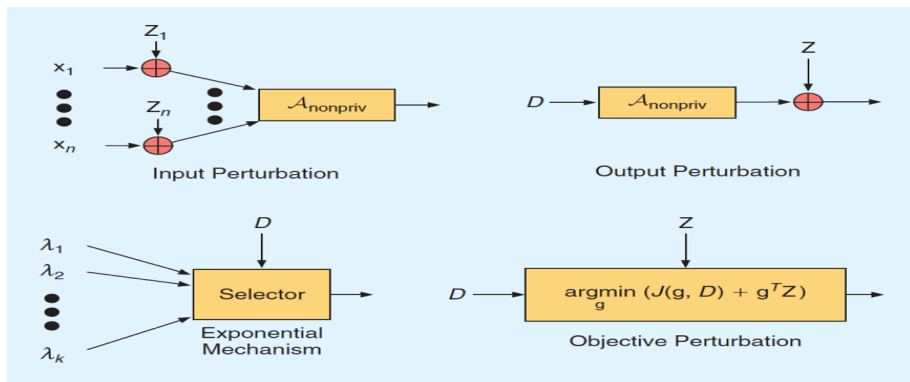 Z₁
x₁
𝒜nonpriv
Zₙ
xₙ
Input Perturbation
Z
D
𝒜nonpriv
Output Perturbation
D
λ₁
λ₂
Selector
λₖ
Exponential
Mechanism
Z
D
argmin (J(g, D) + gᵀZ)
g
Objective Perturbation